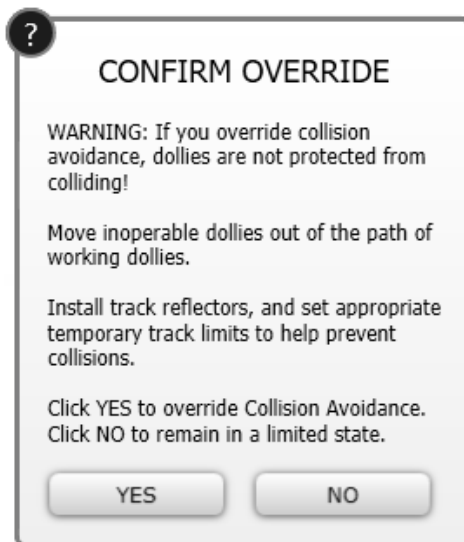 ?
CONFIRM OVERRIDE
WARNING: If you override collision
avoidance, dollies are not protected from
colliding!
Move inoperable dollies out of the path of
working dollies.
Install track reflectors, and set appropriate
temporary track limits to help prevent
collisions.
Click YES to override Collision Avoidance.
Click NO to remain in a limited state.
YES NO